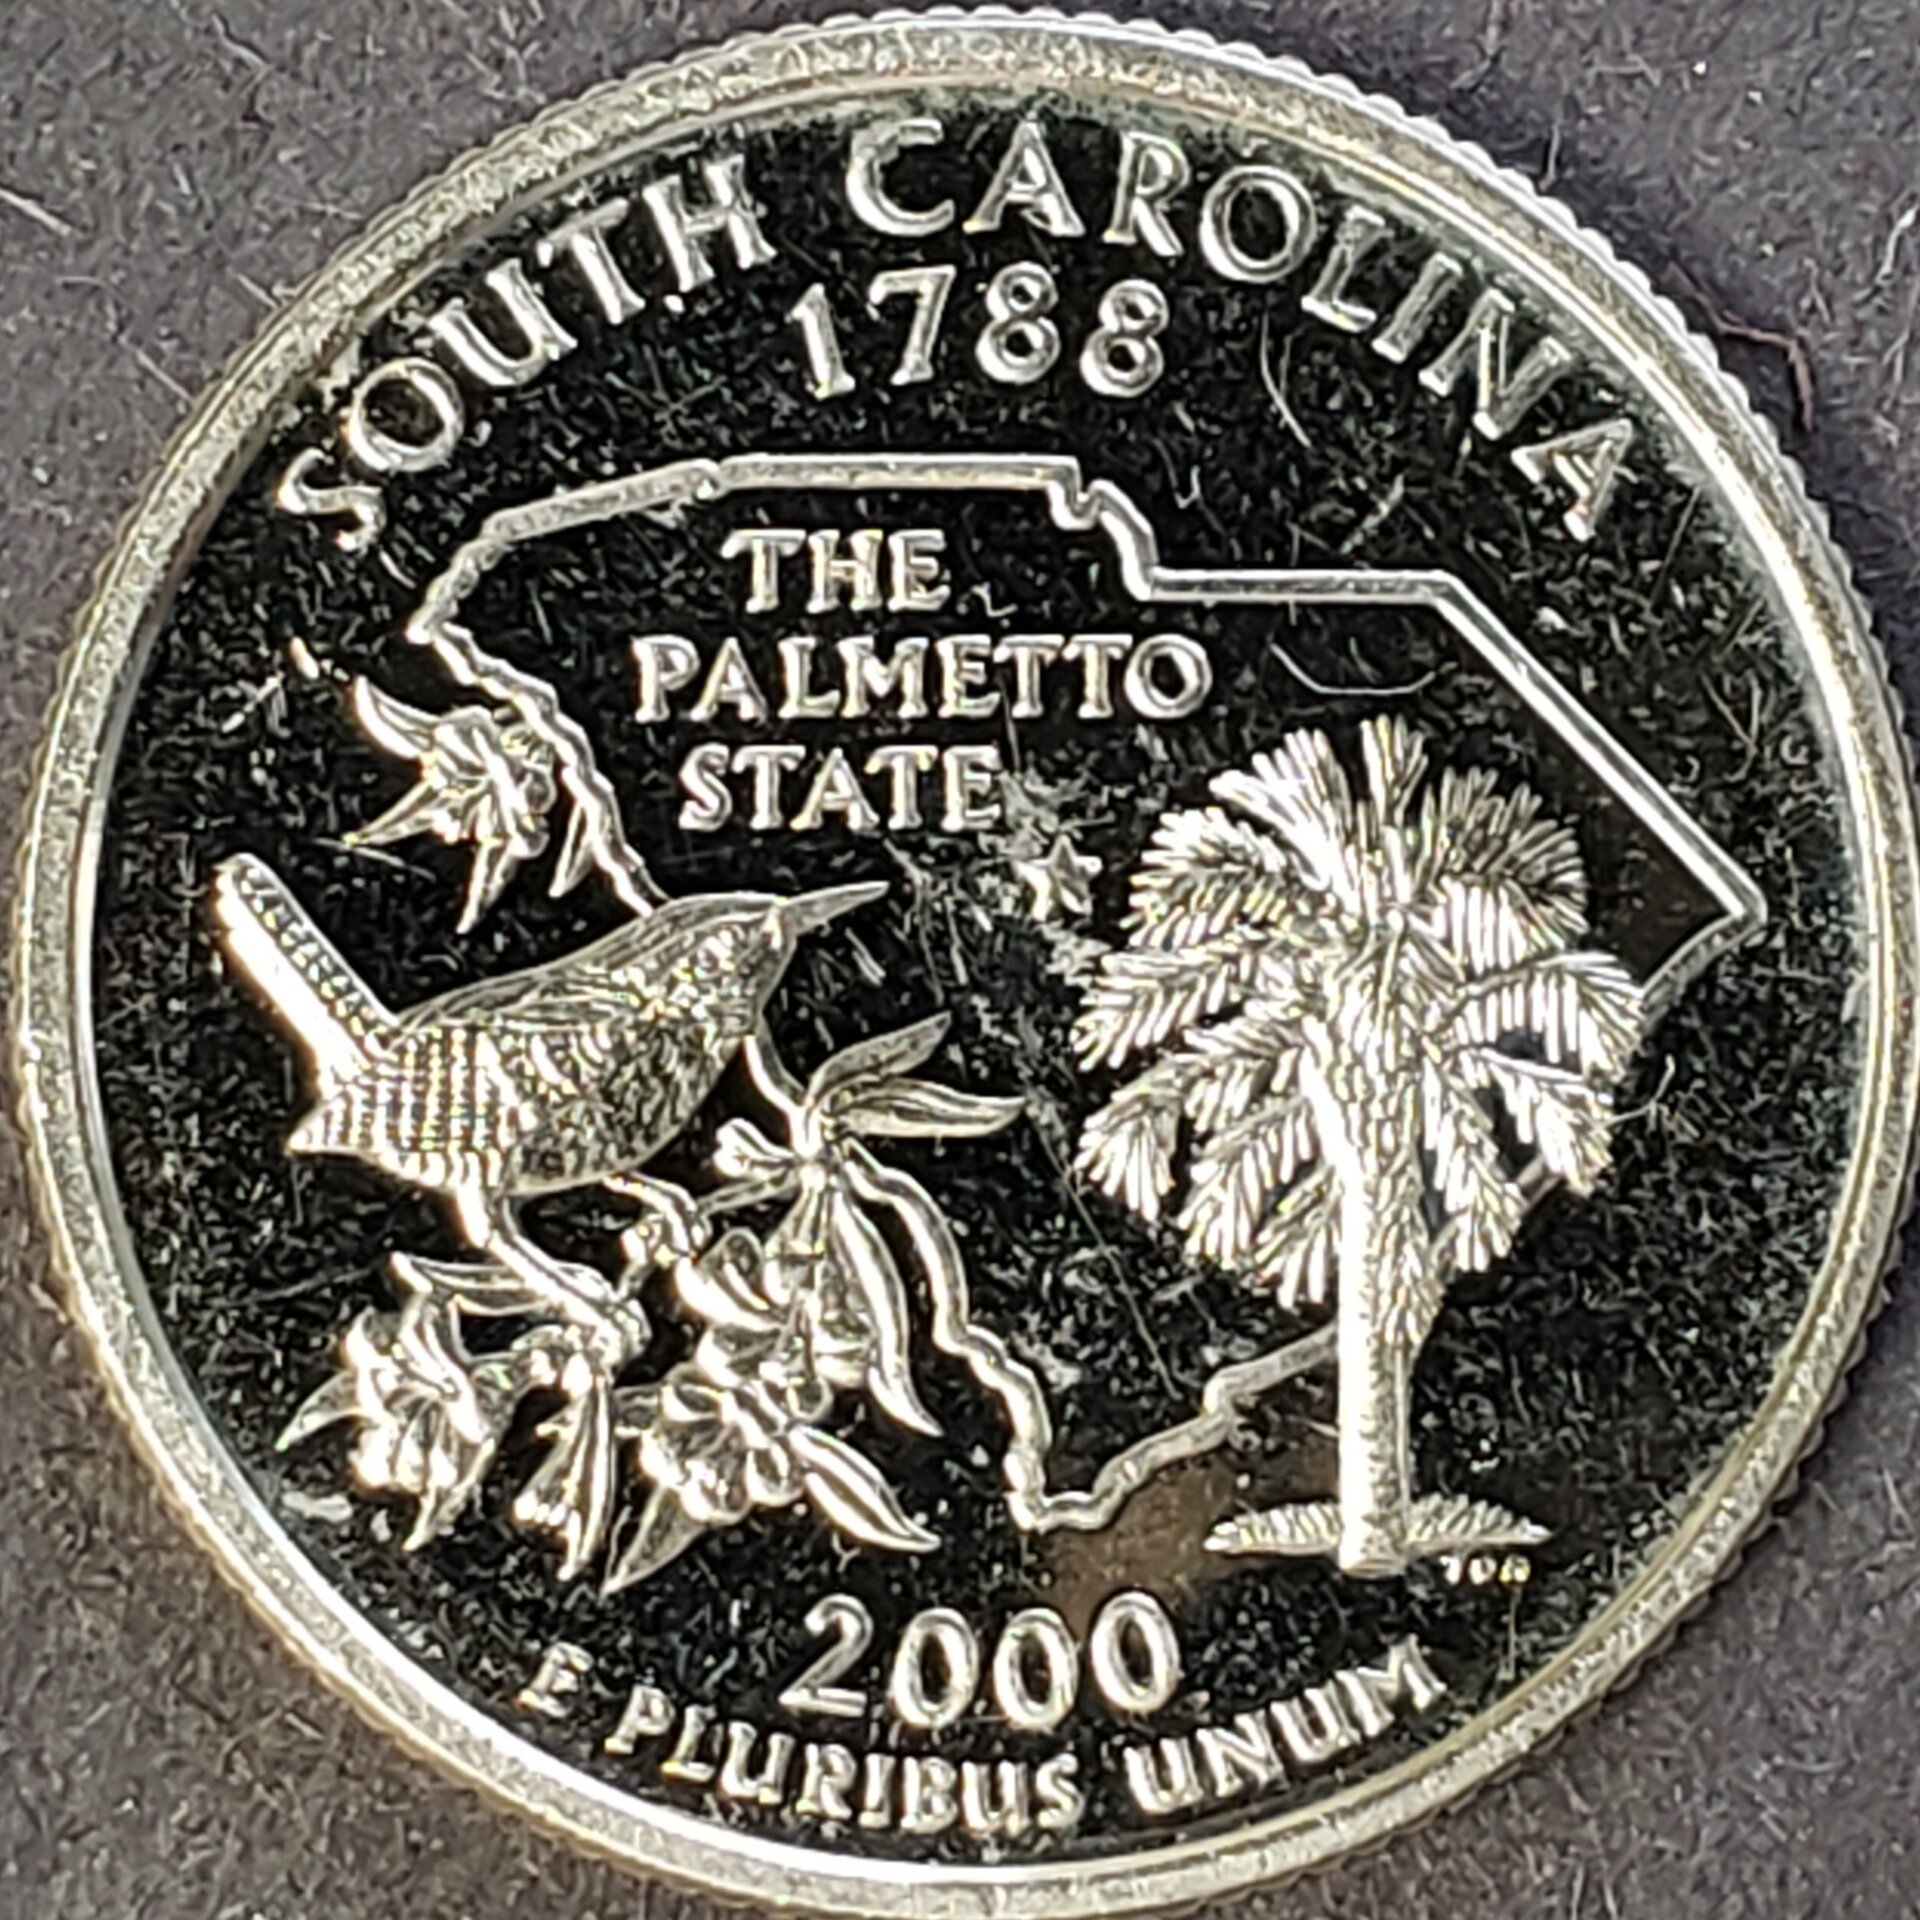 SOUTH CAROLINA
1788
THE
PALMETTO
STATE
2000
E PLURIBUS UNUM